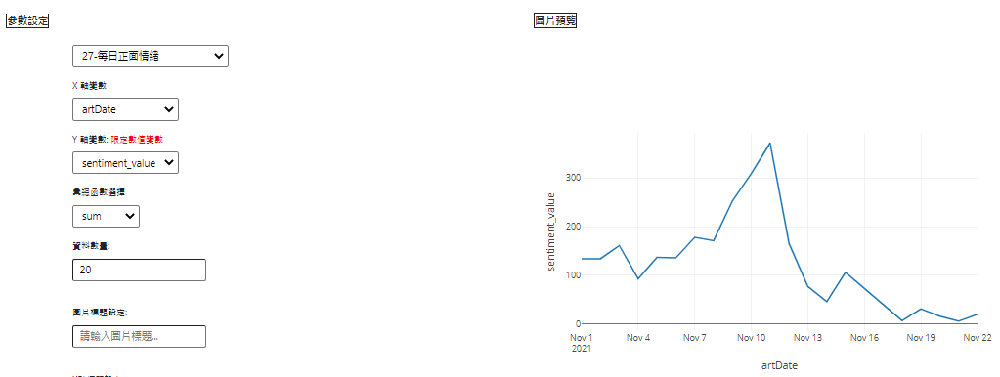 參數設定
27-每日正面情緒
X 軸變數
artDate
Y 軸變數: 限定數值變數
sentiment_value
彙總函數選擇
sum
資料數量:
20
圖片標題設定:
請輸入圖片標題...
圖片預覽
sentiment_value
300
200
100
0
Nov 1
2021
Nov 4
Nov 7
Nov 10
Nov 13
Nov 16
Nov 19
Nov 22
artDate